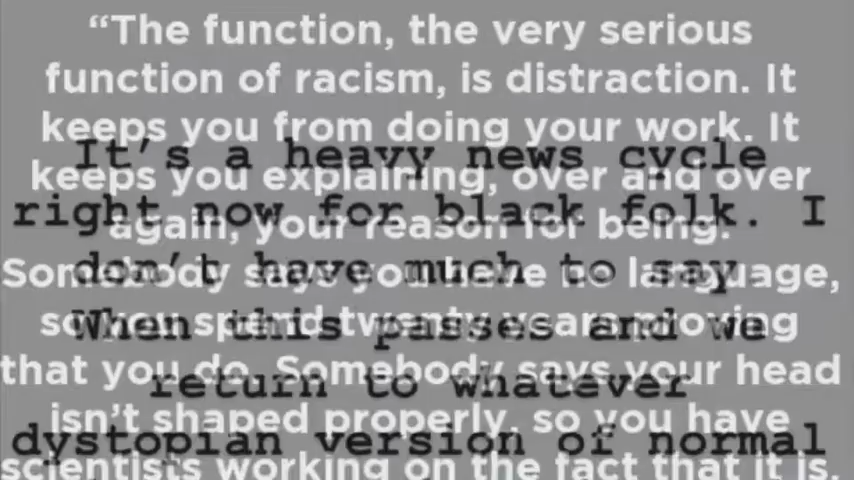 “The function, the very serious
function of racism, is distraction. It
keeps you from doing your work. It
keeps you explaining, over and over
again, your reason for being.
Somebody says you have no language,
so you spend twenty years proving
that you do. Somebody says your head
isn’t shaped properly, so you have
scientists working on the fact that it is.
It’s a heavy news cycle
right now for black folk. I
don’t have much to say
When this passes and we
return to whatever
dystopian version of normal